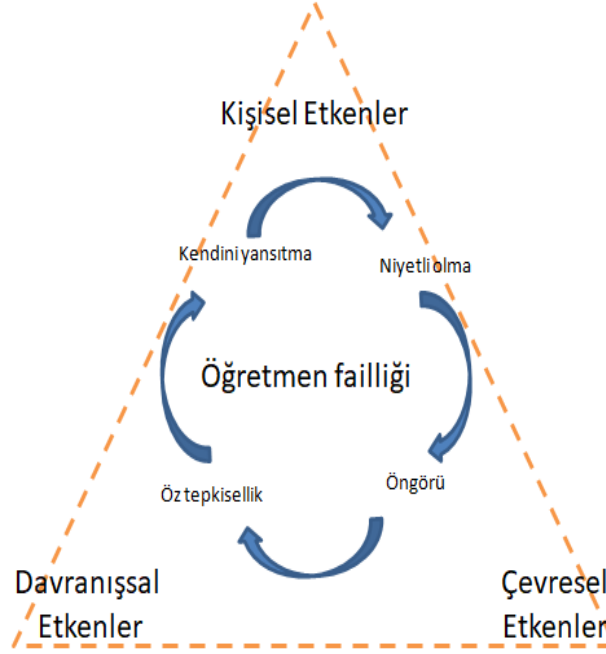 Kişisel Etkenler
Kendini yansıtma
Niyetli olma
Öğretmen failliği
Öz tepkisellik
Öngörü
Davranışsal
Etkenler
Çevresel
Etkenler